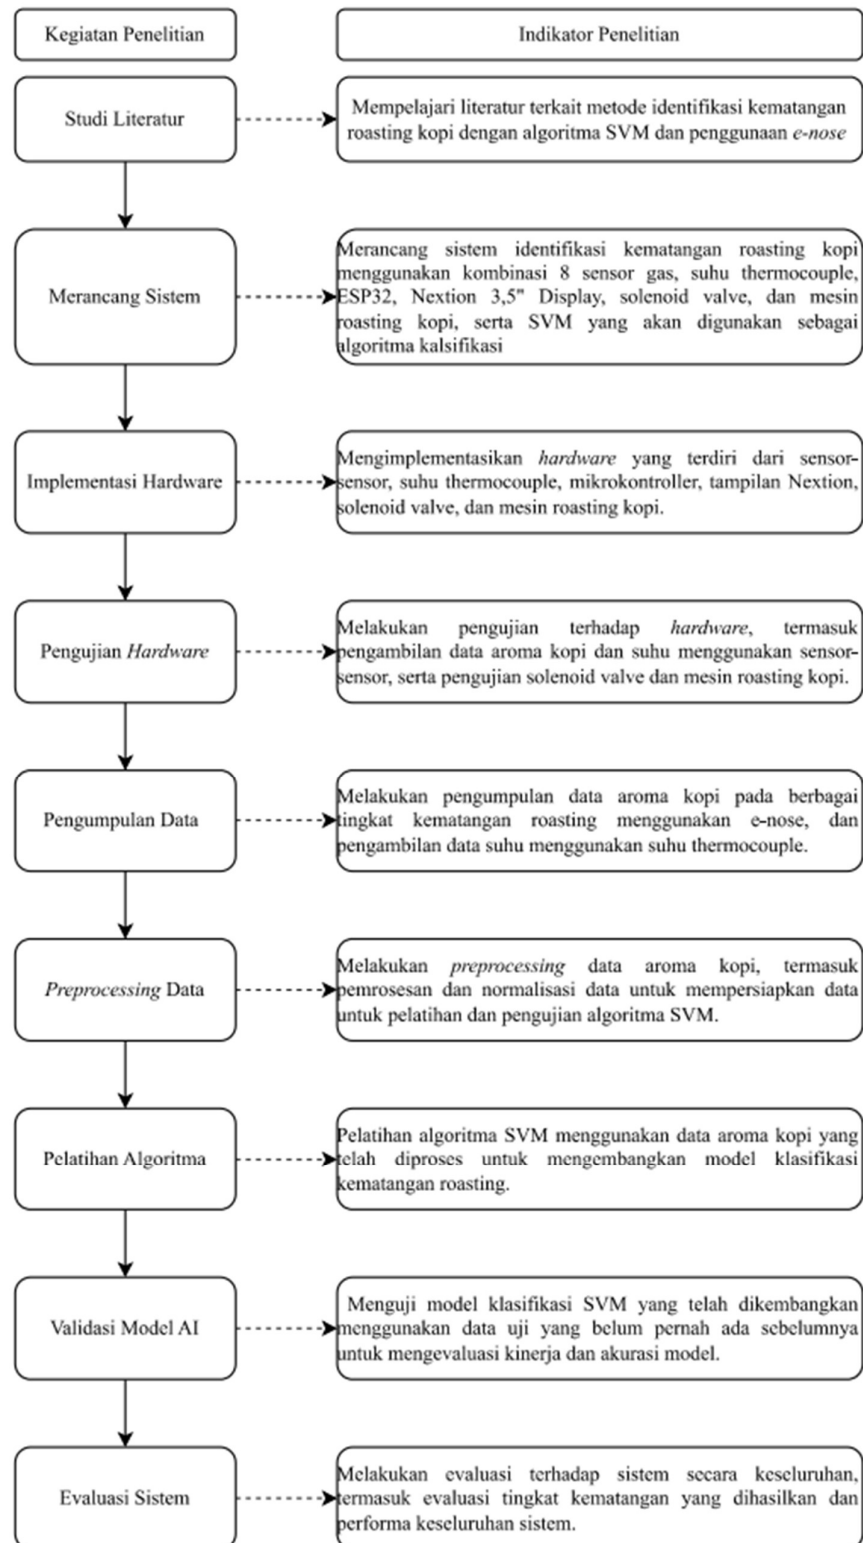 Kegiatan Penelitian
Indikator Penelitian
Studi Literatur
Mempelajari literatur terkait metode identifikasi kematangan
roasting kopi dengan algoritma SVM dan penggunaan e-nose
Merancang Sistem
Merancang sistem identifikasi kematangan roasting kopi
menggunakan kombinasi 8 sensor gas, suhu thermocouple,
ESP32, Nextion 3,5" Display, solenoid valve, dan mesin
roasting kopi, serta SVM yang akan digunakan sebagai
algoritma kalsifikasi
Implementasi Hardware
Mengimplementasikan hardware yang terdiri dari sensor-
sensor, suhu thermocouple, mikrokontroller, tampilan Nextion,
solenoid valve, dan mesin roasting kopi.
Pengujian Hardware
Melakukan pengujian terhadap hardware, termasuk
pengambilan data aroma kopi dan suhu menggunakan sensor-
sensor, serta pengujian solenoid valve dan mesin roasting kopi.
Pengumpulan Data
Melakukan pengumpulan data aroma kopi pada berbagai
tingkat kematangan roasting menggunakan e-nose, dan
pengambilan data suhu menggunakan suhu thermocouple.
Preprocessing Data
Melakukan preprocessing data aroma kopi, termasuk
pemrosesan dan normalisasi data untuk mempersiapkan data
untuk pelatihan dan pengujian algoritma SVM.
Pelatihan Algoritma
Pelatihan algoritma SVM menggunakan data aroma kopi yang
telah diproses untuk mengembangkan model klasifikasi
kematangan roasting.
Validasi Model AI
Menguji model klasifikasi SVM yang telah dikembangkan
menggunakan data uji yang belum pernah ada sebelumnya
untuk mengevaluasi kinerja dan akurasi model.
Evaluasi Sistem
Melakukan evaluasi terhadap sistem secara keseluruhan,
termasuk evaluasi tingkat kematangan yang dihasilkan dan
performa keseluruhan sistem.